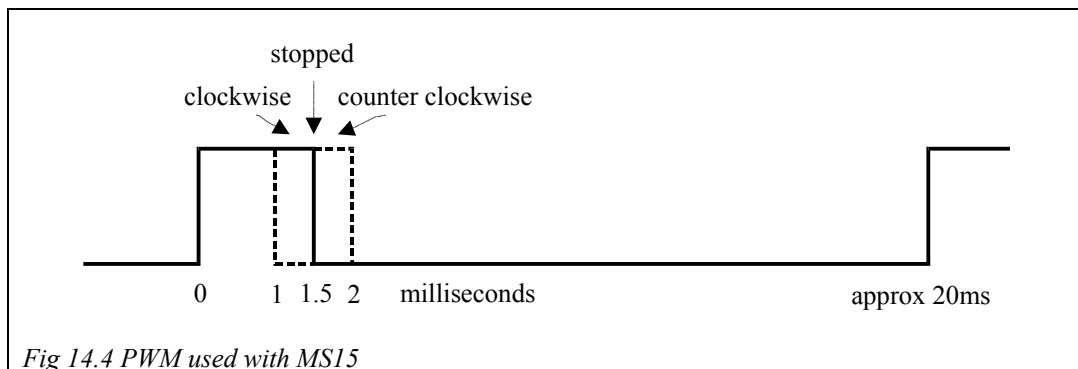 stopped
clockwise counter clockwise
0 1 1.5 2 milliseconds approx 20ms
Fig 14.4 PWM used with MS15